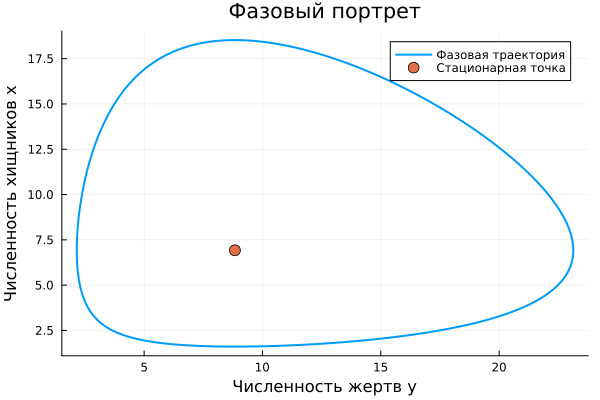 Фазовый портрет
Фазовая траектория
Стационарная точка
Численность хищников x
17.5
15.0
12.5
10.0
7.5
5.0
2.5
5
10
15
20
Численность жертв y